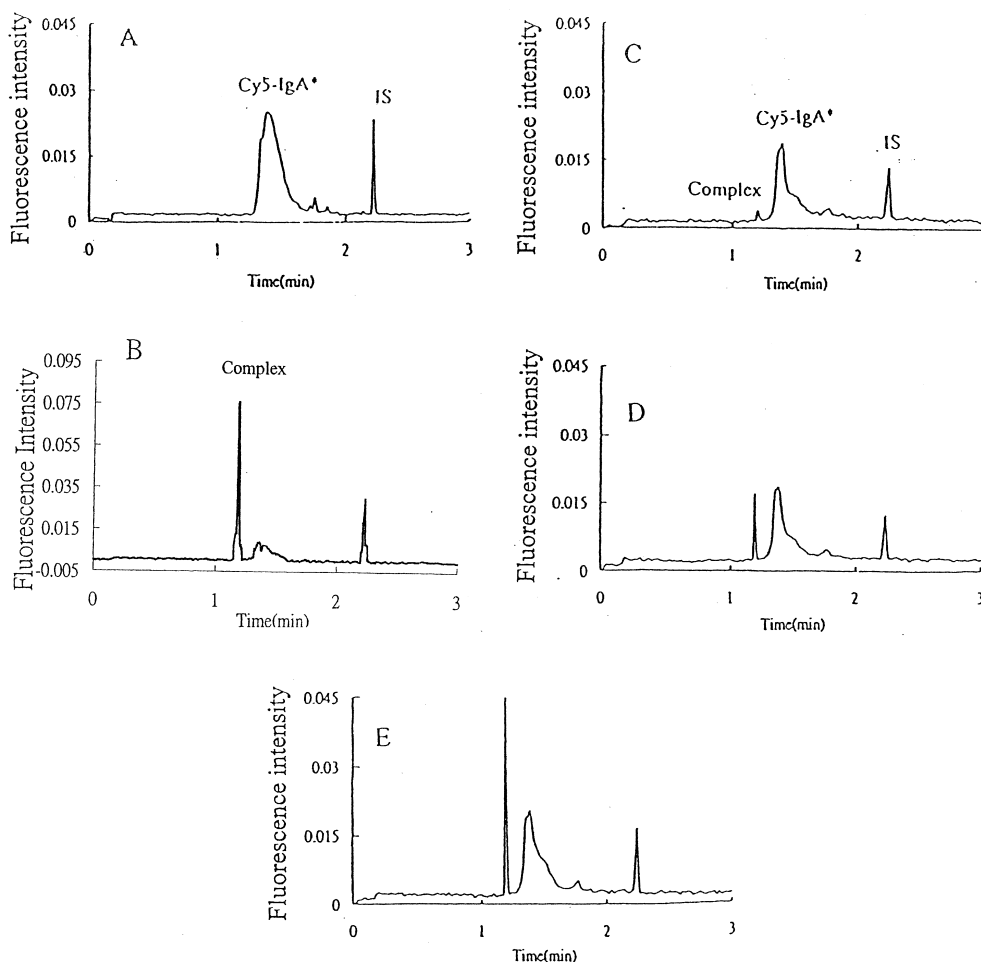 A
Fluorescence intensity
0.045
0.03
0.015
0
Cy5-IgA*
IS
0 1 2 3
Time(min)
C
Fluorescence intensity
0.045
0.03
0.015
0
Complex
Cy5-IgA*
IS
0 1 2 3
Time(min)
B
Fluorescence Intensity
0.095
0.075
0.055
0.035
0.015
-0.005
Complex
0 1 2 3
Time(min)
D
Fluorescence intensity
0.045
0.03
0.015
0
0 1 2 3
Time(min)
E
Fluorescence intensity
0.045
0.03
0.015
0
0 1 2 3
Time(min)